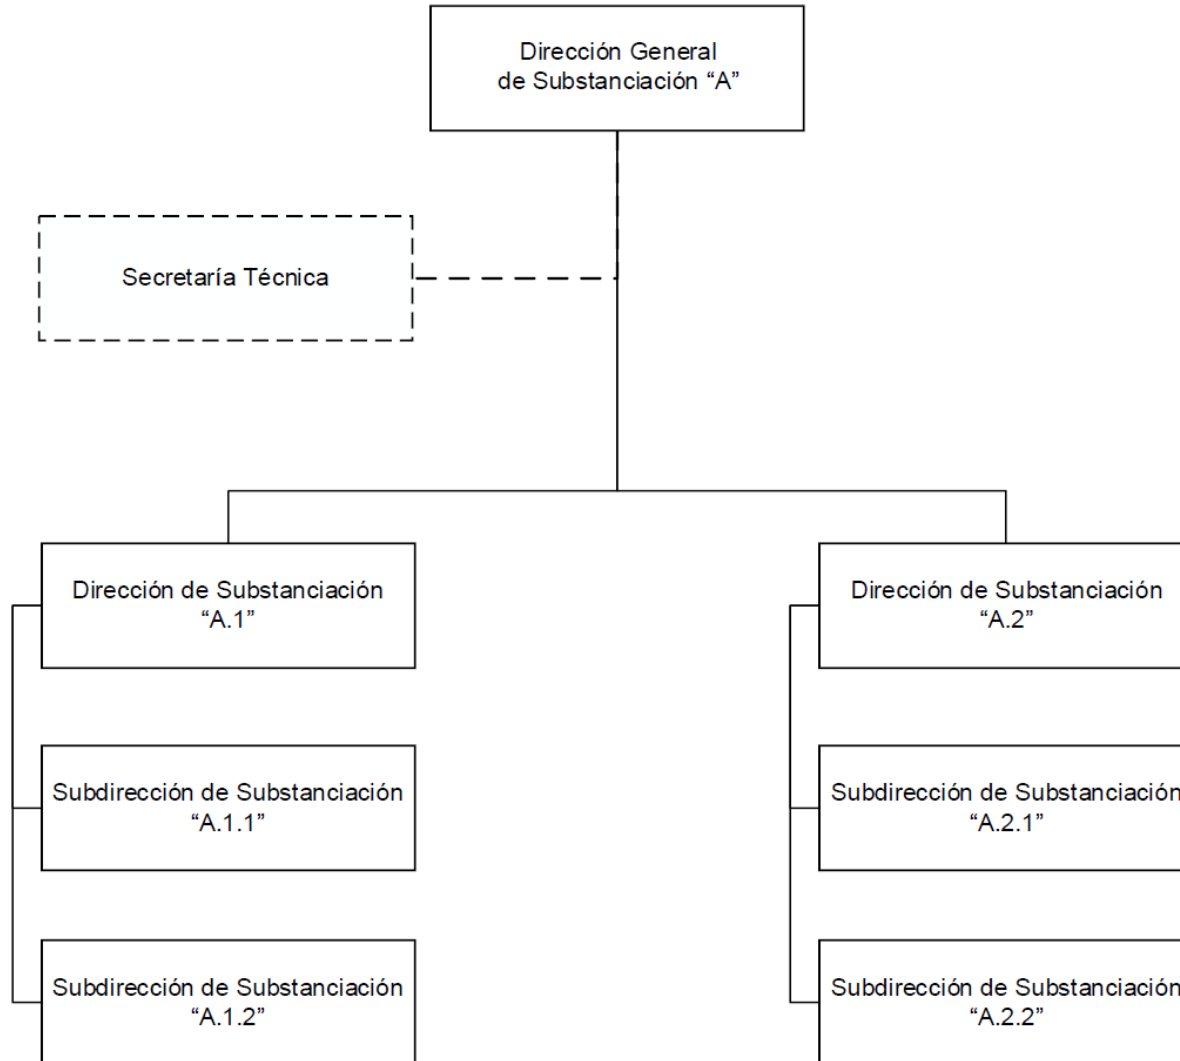 Dirección General
de Substanciación “A”
Secretaría Técnica
Dirección de Substanciación
“A.1”
Dirección de Substanciación
“A.2”
Subdirección de Substanciación
“A.1.1”
Subdirección de Substanciación
“A.2.1”
Subdirección de Substanciación
“A.1.2”
Subdirección de Substanciación
“A.2.2”